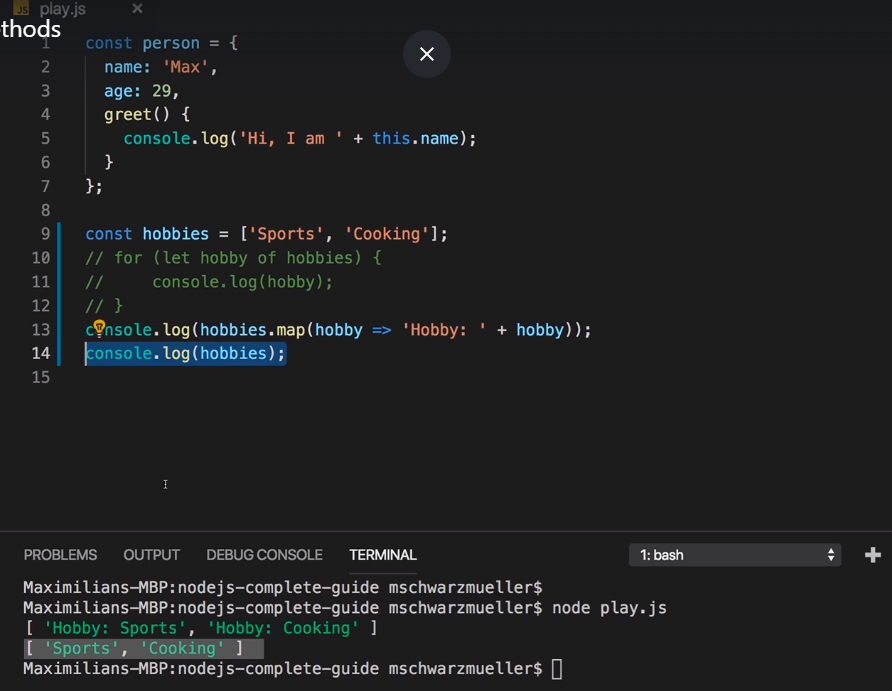 JS play.js
thods
1 const person = {
2 name: 'Max',
3 age: 29,
4 greet() {
5 console.log('Hi, I am ' + this.name);
6 }
7 };
8
9 const hobbies = ['Sports', 'Cooking'];
10 // for (let hobby of hobbies) {
11 //     console.log(hobby);
12 // }
13 console.log(hobbies.map(hobby => 'Hobby: ' + hobby));
14 console.log(hobbies);
15
PROBLEMS OUTPUT DEBUG CONSOLE TERMINAL 1: bash
Maximilians-MBP:nodejs-complete-guide mschwarzmueller$
Maximilians-MBP:nodejs-complete-guide mschwarzmueller$ node play.js
[ 'Hobby: Sports', 'Hobby: Cooking' ]
[ 'Sports', 'Cooking' ]
Maximilians-MBP:nodejs-complete-guide mschwarzmueller$